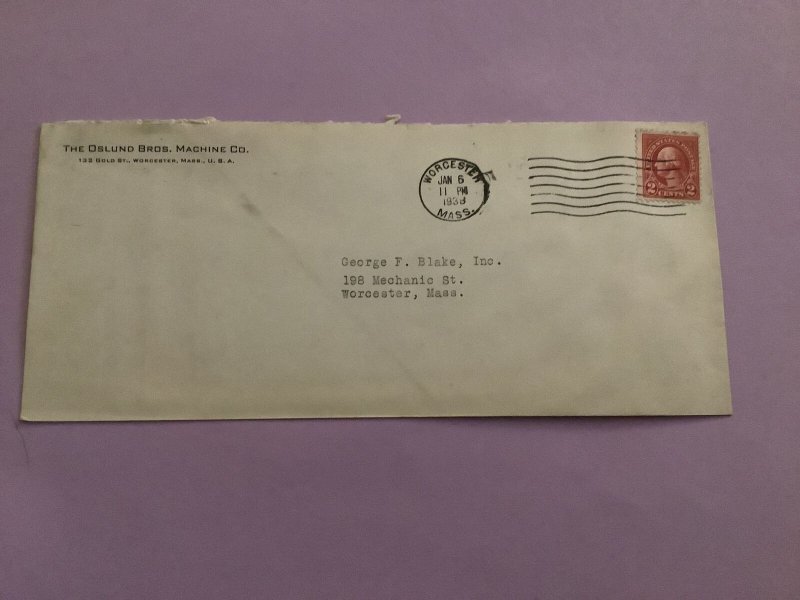 THE OSLUND BROS. MACHINE CO.
132 GOLD ST., WORCESTER, MASS., U. S. A.
WORCESTER
JAN 6
11 PM
MASS.
2 CENTS 2
George F. Blake, Inc.
198 Mechanic St.
Worcester, Mass.